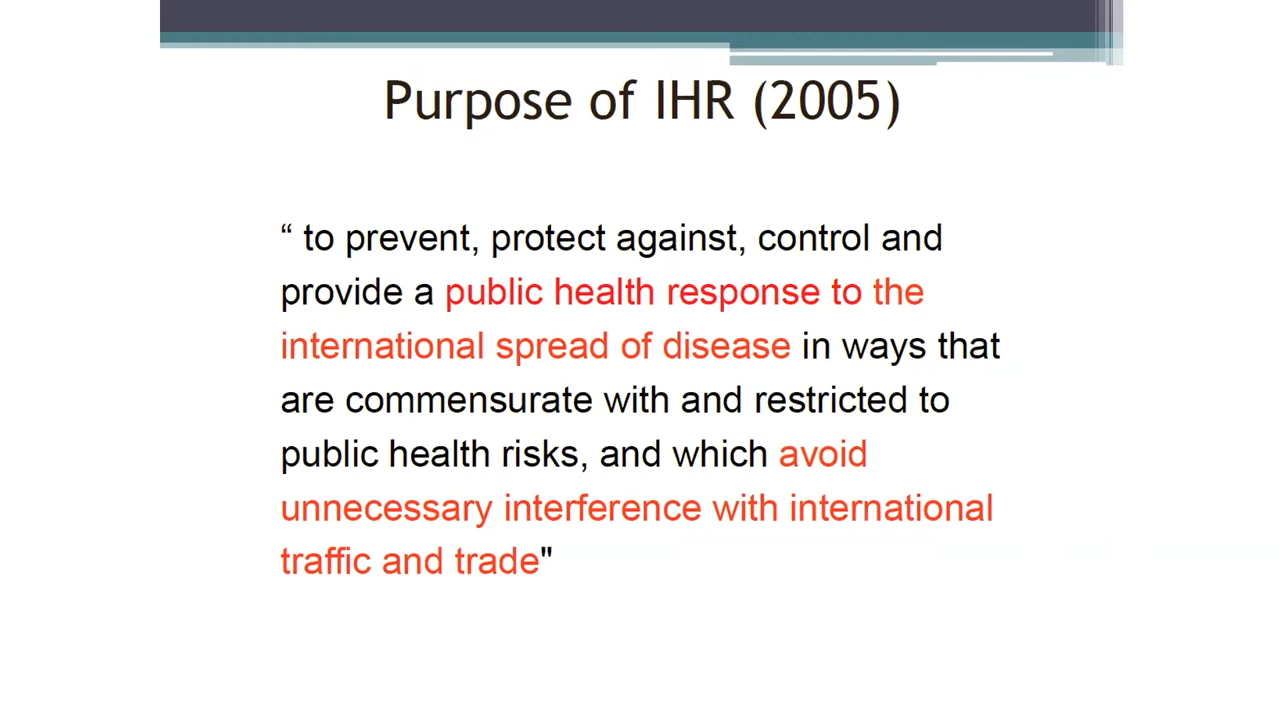 Purpose of IHR (2005)
“ to prevent, protect against, control and
provide a public health response to the
international spread of disease in ways that
are commensurate with and restricted to
public health risks, and which avoid
unnecessary interference with international
traffic and trade"